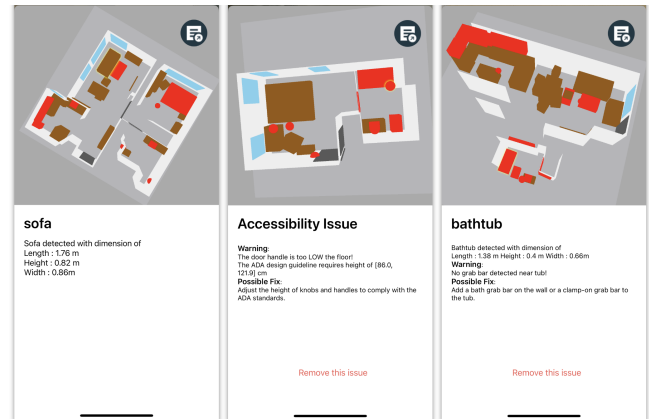 sofa
Sofa detected with dimension of
Length : 1.76 m
Height : 0.82 m
Width : 0.86m
Accessibility Issue
Warning:
The door handle is too LOW the floor!
The ADA design guideline requires height of [86.0,
121.9] cm
Possible Fix:
Adjust the height of knobs and handles to comply with the
ADA standards.
Remove this issue
bathtub
Bathtub detected with dimension of
Length : 1.38 m Height : 0.4 m Width : 0.66m
Warning:
No grab bar detected near tub!
Possible Fix:
Add a bath grab bar on the wall or a clamp-on grab bar to
the tub.
Remove this issue